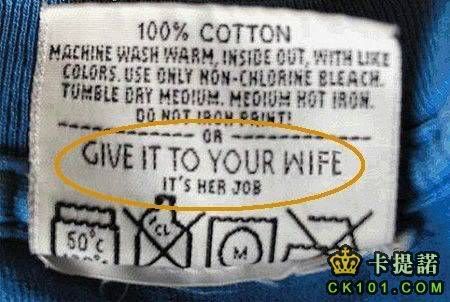 100% COTTON
MACHINE WASH WARM, INSIDE OUT, WITH LIKE
COLORS. USE ONLY NON-CHLORINE BLEACH.
TUMBLE DRY MEDIUM. MEDIUM HOT IRON.
DO NOT IRON PRINT!
OR
GIVE IT TO YOUR WIFE
IT'S HER JOB
50°C
CL
M
卡提諾
CK101.COM